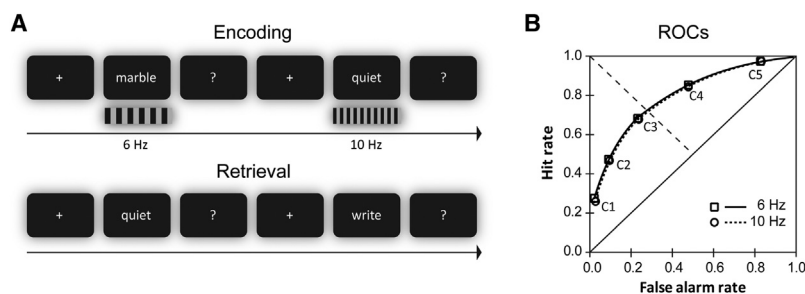 A
Encoding
+ marble ? + quiet ?
6 Hz 10 Hz
Retrieval
+ quiet ? + write ?
B
ROCs
Hit rate
1.0
0.8
0.6
0.4
0.2
0.0
C5
C4
C3
C2
C1
6 Hz
10 Hz
0.0 0.2 0.4 0.6 0.8 1.0
False alarm rate